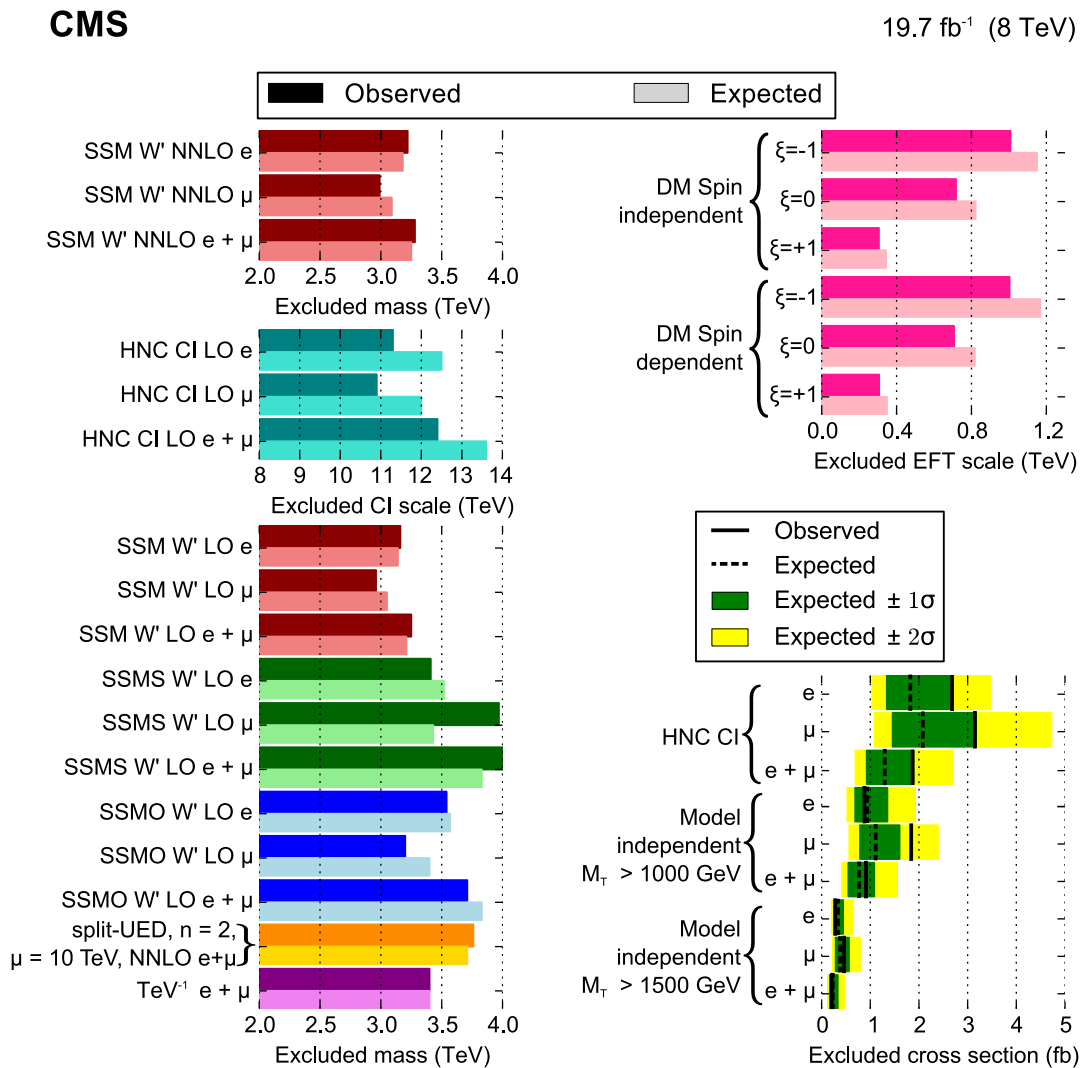 CMS
19.7 fb⁻¹ (8 TeV)
Observed
Expected
SSM W' NNLO e
SSM W' NNLO μ
SSM W' NNLO e + μ
2.0 2.5 3.0 3.5 4.0
Excluded mass (TeV)
HNC CI LO e
HNC CI LO μ
HNC CI LO e + μ
8 9 10 11 12 13 14
Excluded CI scale (TeV)
SSM W' LO e
SSM W' LO μ
SSM W' LO e + μ
SSMS W' LO e
SSMS W' LO μ
SSMS W' LO e + μ
SSMO W' LO e
SSMO W' LO μ
SSMO W' LO e + μ
split-UED, n = 2,
μ = 10 TeV, NNLO e+μ
TeV⁻¹ e + μ
2.0 2.5 3.0 3.5 4.0
Excluded mass (TeV)
DM Spin
independent
ξ=-1
ξ=0
ξ=+1
DM Spin
dependent
ξ=-1
ξ=0
ξ=+1
0.0 0.4 0.8 1.2
Excluded EFT scale (TeV)
Observed
Expected
Expected ± 1σ
Expected ± 2σ
HNC CI
e
μ
e + μ
Model
independent
M_T > 1000 GeV
e
μ
e + μ
Model
independent
M_T > 1500 GeV
e
μ
e + μ
0 1 2 3 4 5
Excluded cross section (fb)